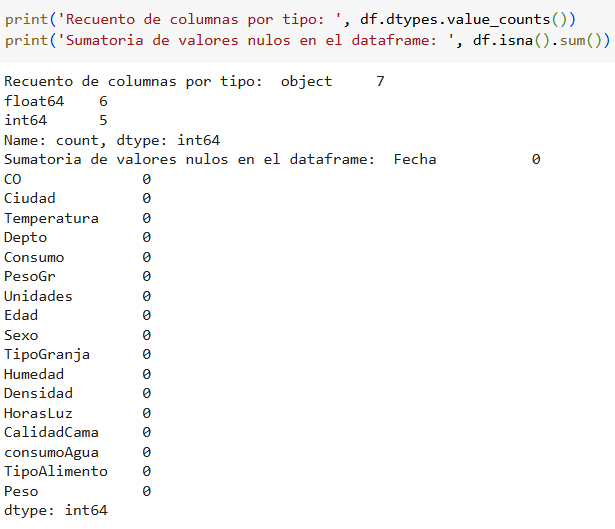 print('Recuento de columnas por tipo: ', df.dtypes.value_counts())
print('Sumatoria de valores nulos en el dataframe: ', df.isna().sum())
Recuento de columnas por tipo:  object     7
float64    6
int64      5
Name: count, dtype: int64
Sumatoria de valores nulos en el dataframe:  Fecha           0
CO              0
Ciudad          0
Temperatura     0
Depto           0
Consumo         0
PesoGr          0
Unidades        0
Edad            0
Sexo            0
TipoGranja      0
Humedad         0
Densidad        0
HorasLuz        0
CalidadCama     0
consumoAgua     0
TipoAlimento    0
Peso            0
dtype: int64